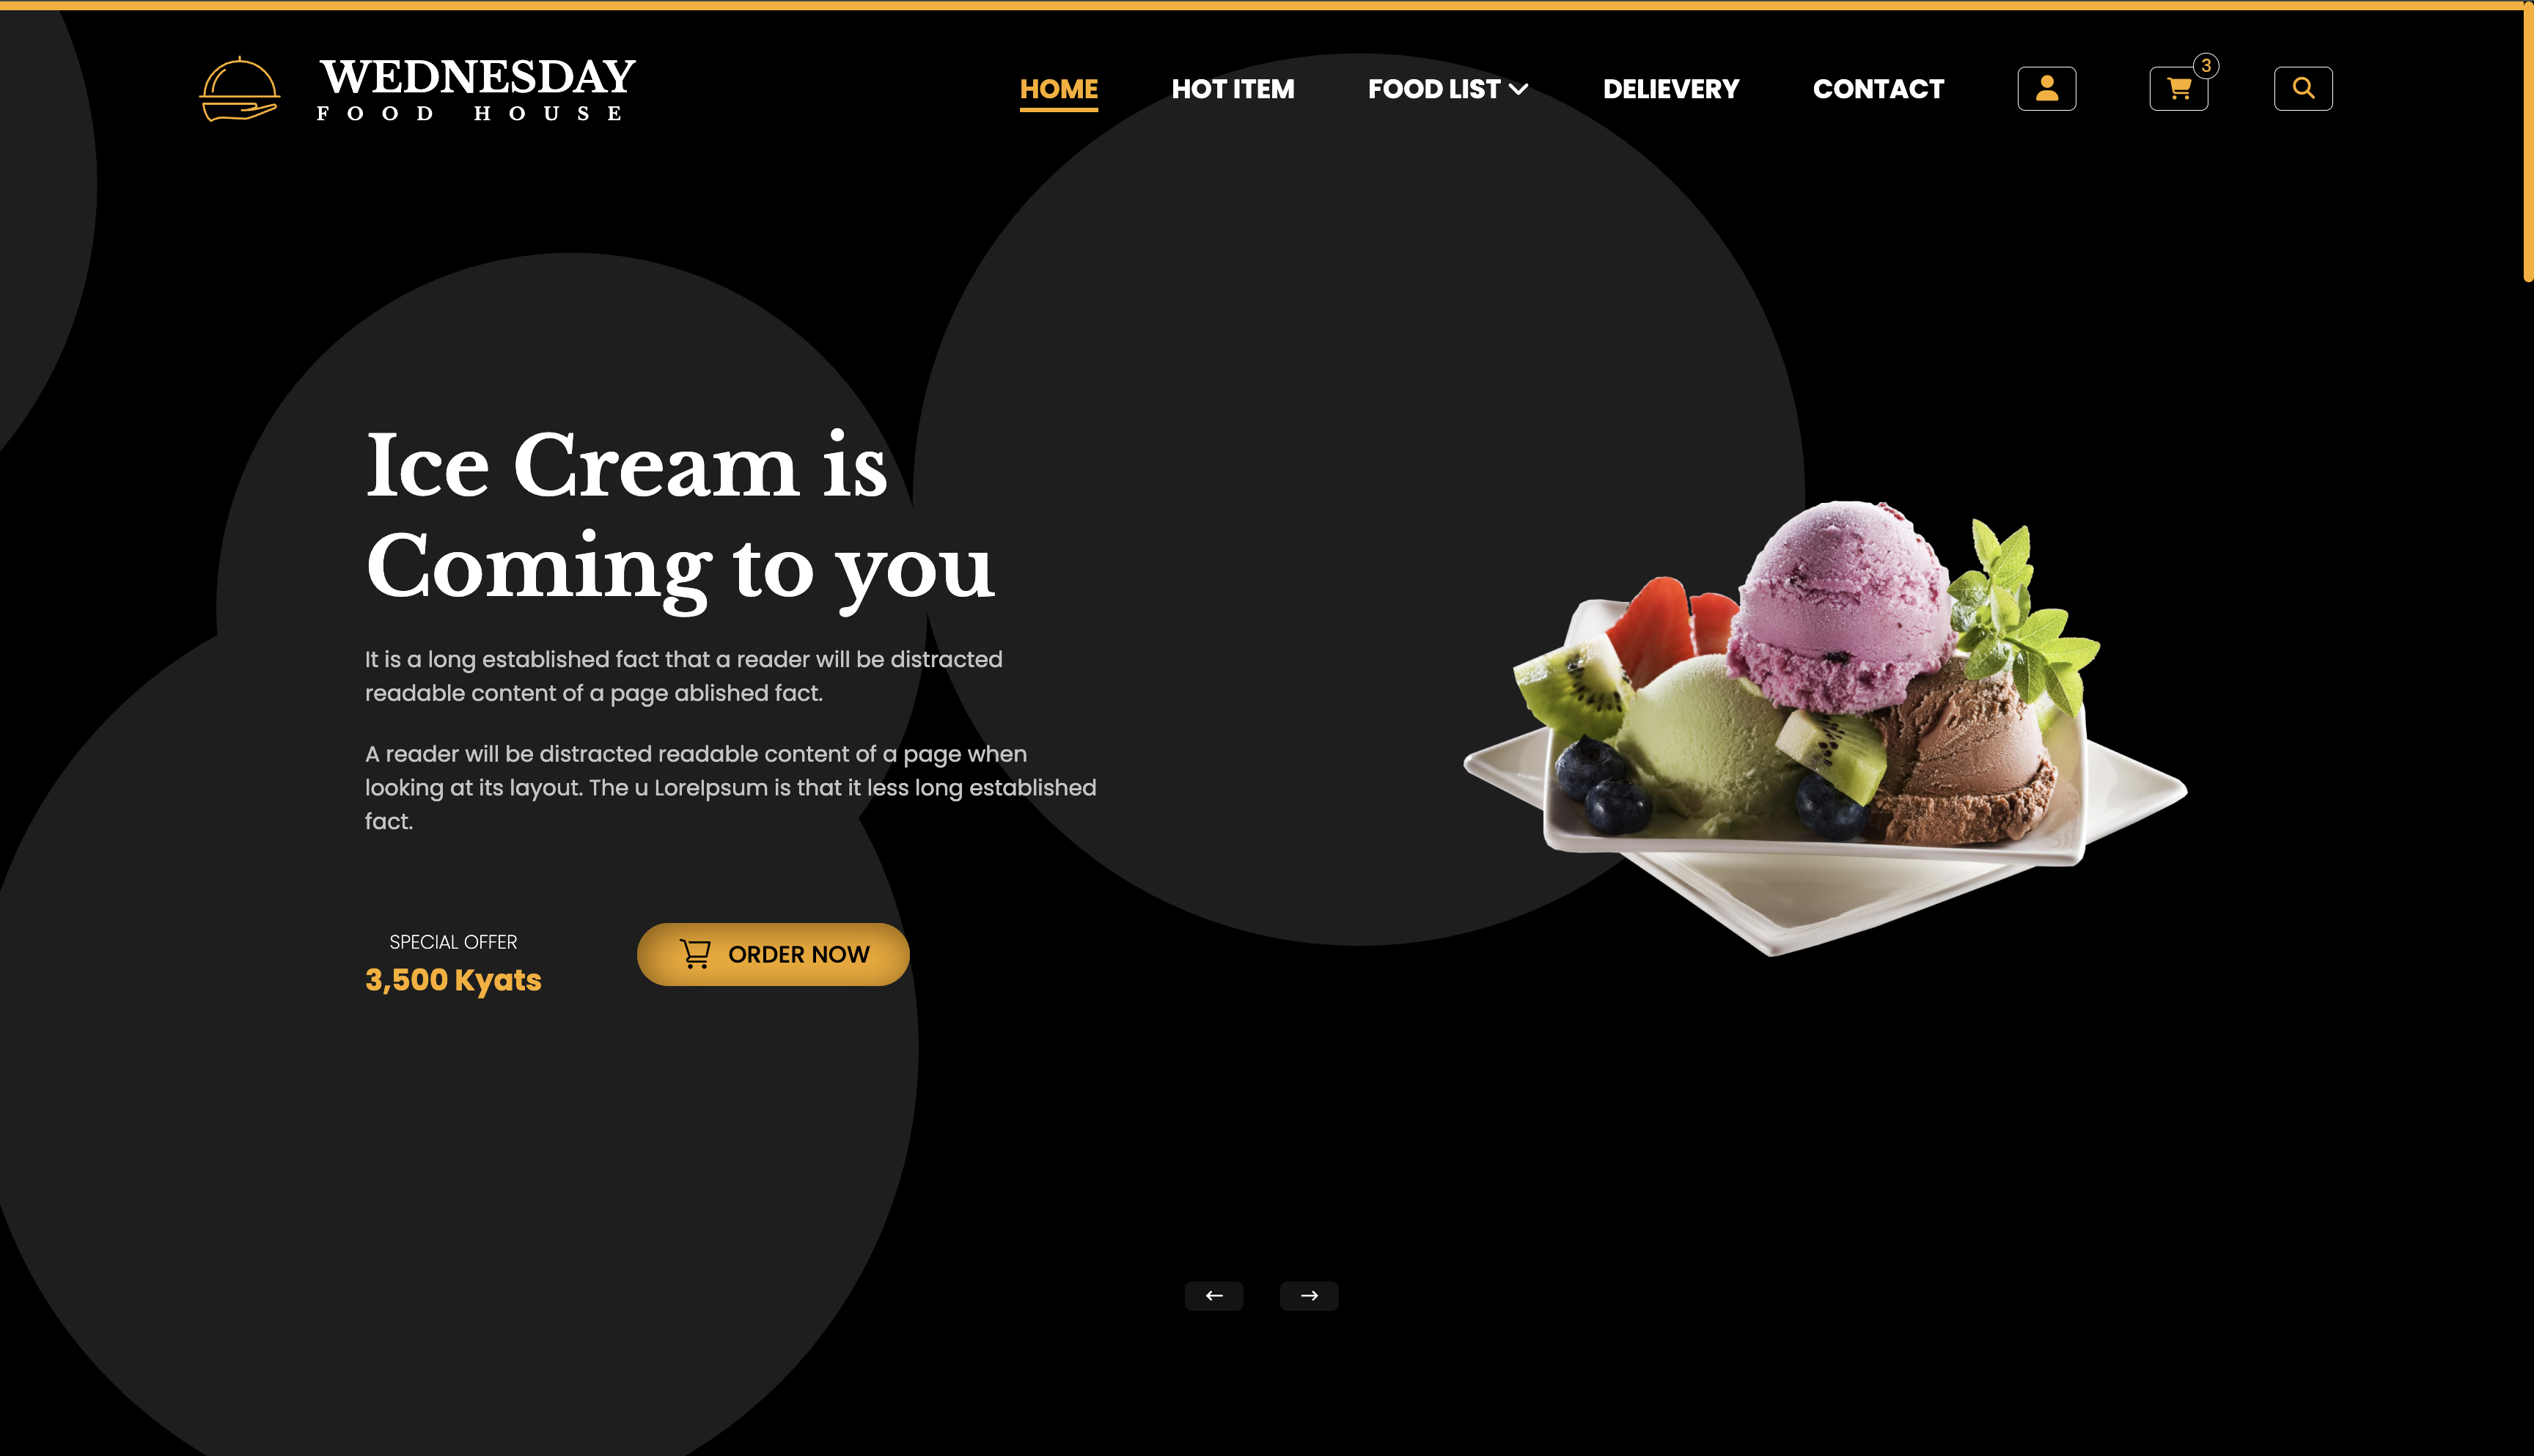 WEDNESDAY
FOOD HOUSE
HOME
HOT ITEM
FOOD LIST
DELIEVERY
CONTACT
3
Ice Cream is
Coming to you
It is a long established fact that a reader will be distracted
readable content of a page ablished fact.
A reader will be distracted readable content of a page when
looking at its layout. The u LoreIpsum is that it less long established
fact.
SPECIAL OFFER
3,500 Kyats
ORDER NOW